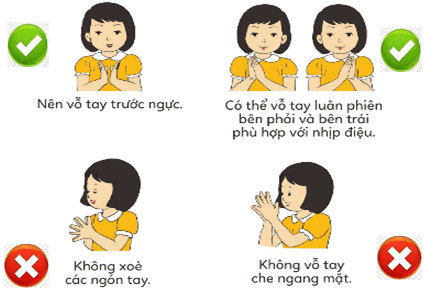 Nên vỗ tay trước ngực.
Có thể vỗ tay luân phiên
bên phải và bên trái
phù hợp với nhịp điệu.
Không xoè
các ngón tay.
Không vỗ tay
che ngang mặt.